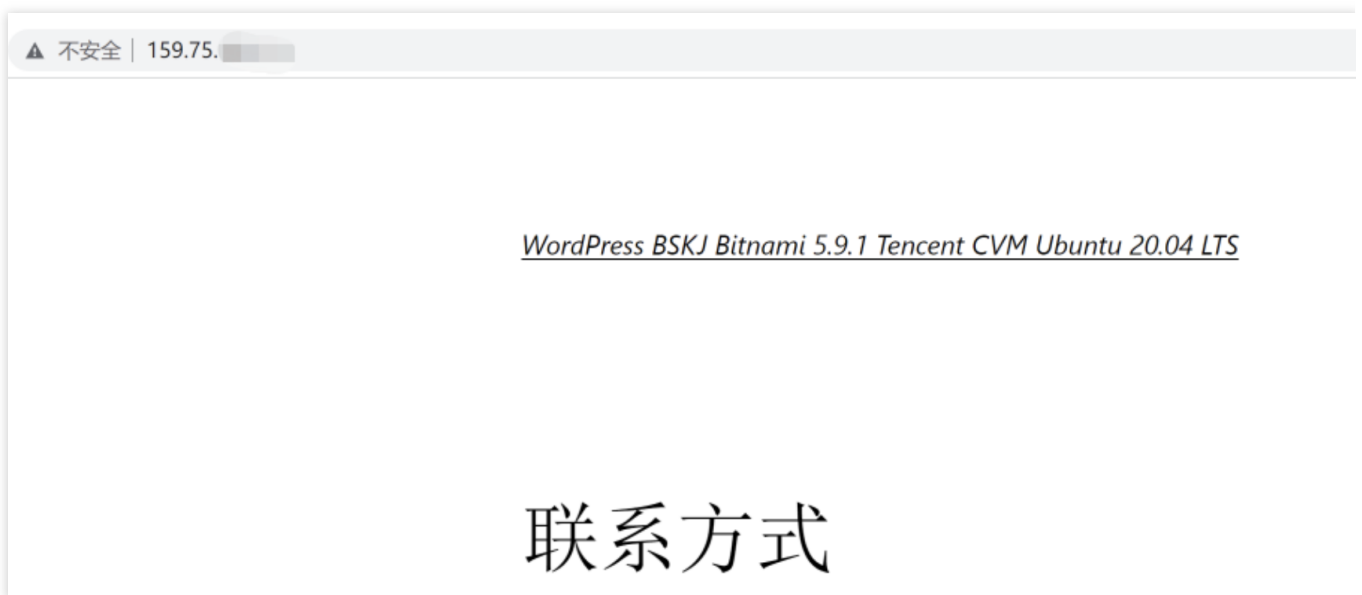 不安全 159.75.
WordPress BSKJ Bitnami 5.9.1 Tencent CVM Ubuntu 20.04 LTS
联系方式